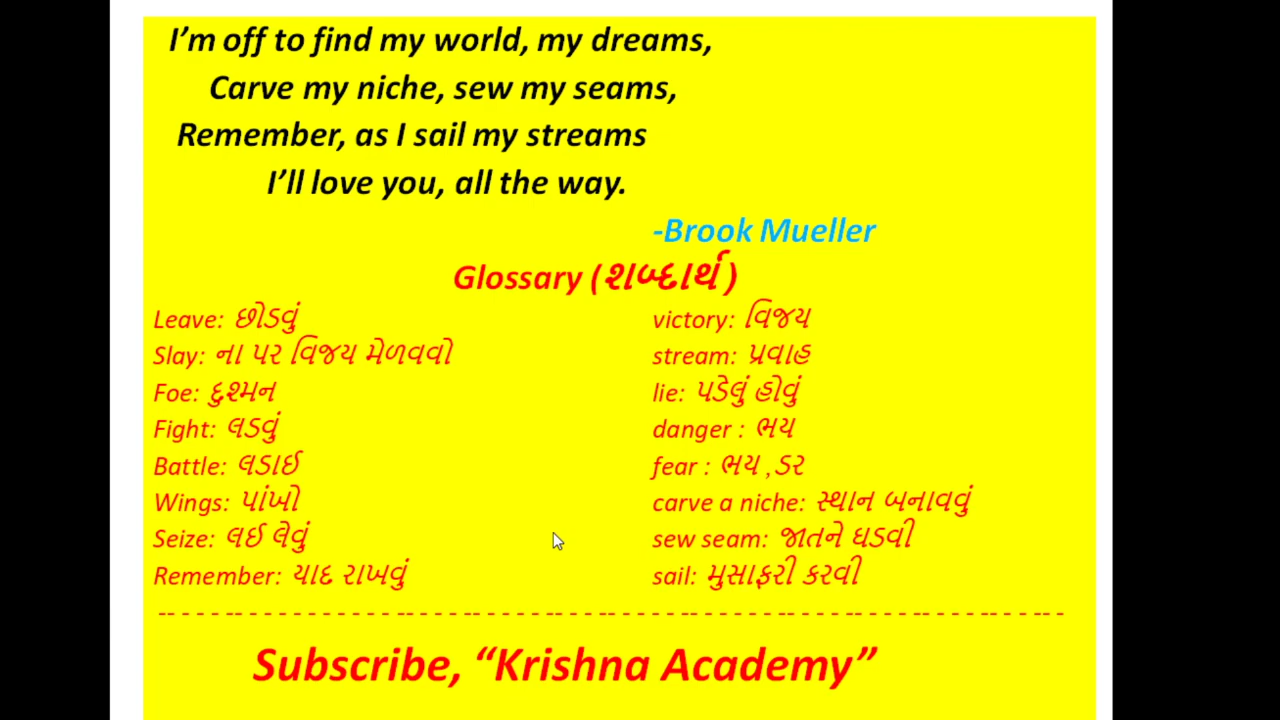 I’m off to find my world, my dreams,
Carve my niche, sew my seams,
Remember, as I sail my streams
I’ll love you, all the way.
-Brook Mueller
Glossary (શબ્દાર્થ )
Leave: છોડવું
Slay: ના પર વિજય મેળવવો
Foe: દુશ્મન
Fight: લડવું
Battle: લડાઈ
Wings: પાંખો
Seize: લઈ લેવું
Remember: યાદ રાખવું
victory: વિજય
stream: પ્રવાહ
lie: પડેલું હોવું
danger : ભય
fear : ભય ,ડર
carve a niche: સ્થાન બનાવવું
sew seam: જાતને ઘડવી
sail: મુસાફરી કરવી
-- - - - -- - - - - - - - - - -- - - - -- - - - - -- - - -- - - - - -- - - - - - -- - - - -- - - - -- - - -- -
Subscribe, “Krishna Academy”